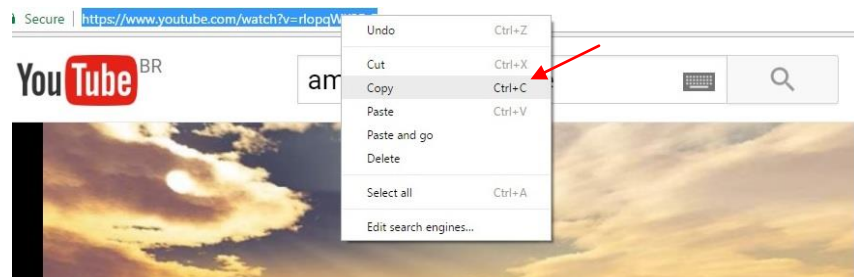 Secure | https://www.youtube.com/watch?v=rlopqW
YouTube BR
am
Undo Ctrl+Z
Cut Ctrl+X
Copy Ctrl+C
Paste Ctrl+V
Paste and go
Delete
Select all Ctrl+A
Edit search engines...